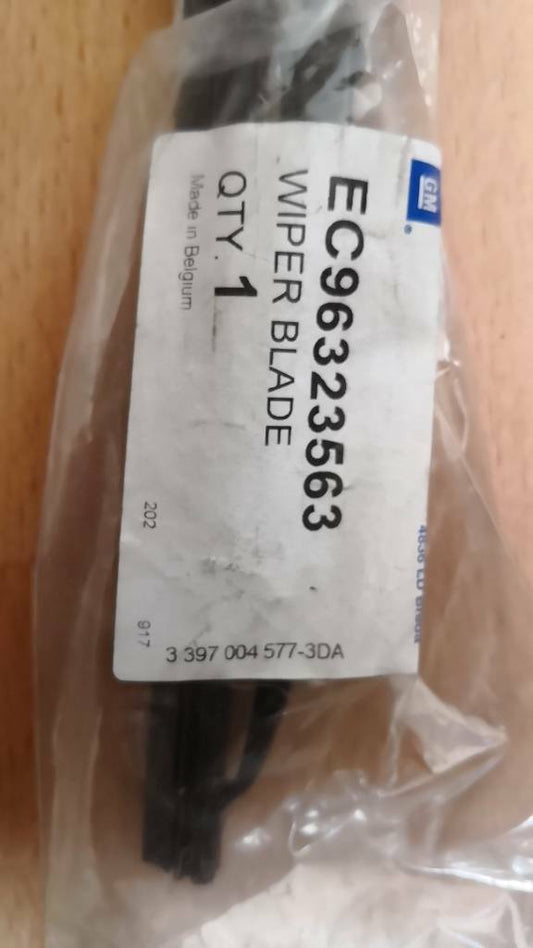 GM
EC96323563
WIPER BLADE
QTY. 1
Made in Belgium
202
917
3 397 004 577-3DA